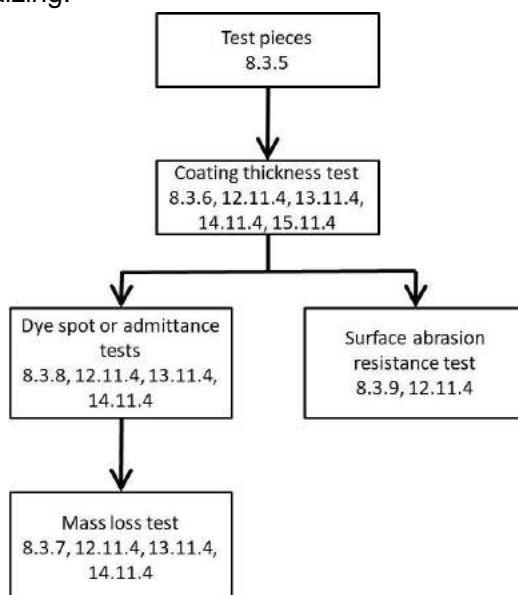 Test pieces
8.3.5
Coating thickness test
8.3.6, 12.11.4, 13.11.4,
14.11.4, 15.11.4
Dye spot or admittance
tests
8.3.8, 12.11.4, 13.11.4,
14.11.4
Surface abrasion
resistance test
8.3.9, 12.11.4
Mass loss test
8.3.7, 12.11.4, 13.11.4,
14.11.4